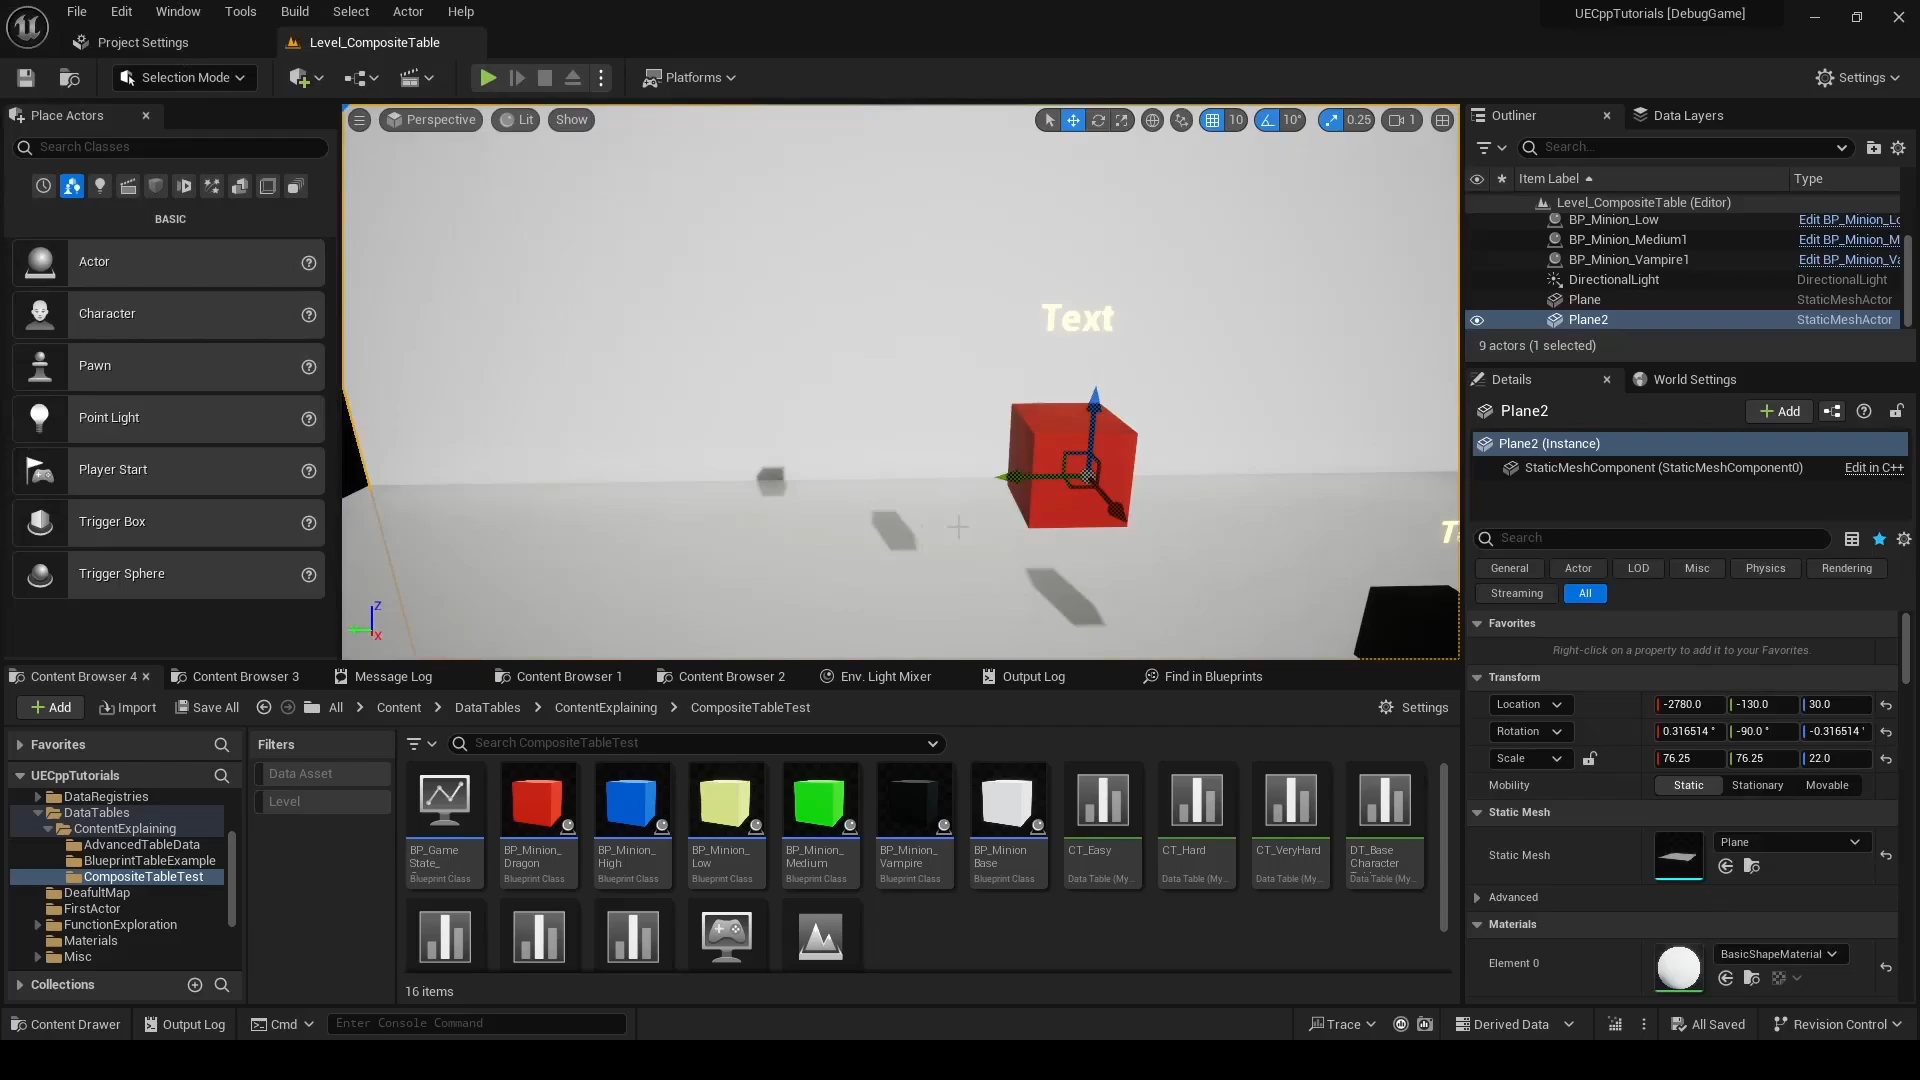 File Edit Window Tools Build Select Actor Help
UECppTutorials [DebugGame]
Project Settings
Level_CompositeTable
Selection Mode
Platforms
Settings
Place Actors
Search Classes
BASIC
Actor
Character
Pawn
Point Light
Player Start
Trigger Box
Trigger Sphere
Perspective
Lit
Show
10
10°
0.25
1
Text
Z
X
Outliner
Data Layers
Search...
Item Label
Type
Level_CompositeTable (Editor)
BP_Minion_Low Edit BP_Minion_Lo
BP_Minion_Medium1 Edit BP_Minion_M
BP_Minion_Vampire1 Edit BP_Minion_Va
DirectionalLight DirectionalLight
Plane StaticMeshActor
Plane2 StaticMeshActor
9 actors (1 selected)
Details
World Settings
Plane2
Add
Plane2 (Instance)
StaticMeshComponent (StaticMeshComponent0) Edit in C++
Search
General Actor LOD Misc Physics Rendering
Streaming All
Favorites
Right-click on a property to add it to your Favorites.
Transform
Location -2780.0 -130.0 30.0
Rotation 0.316514 ° -90.0 ° -0.316514 °
Scale 76.25 76.25 22.0
Mobility Static Stationary Movable
Static Mesh
Static Mesh Plane
Advanced
Materials
Element 0 BasicShapeMaterial
Content Browser 4
Content Browser 3
Message Log
Content Browser 1
Content Browser 2
Env. Light Mixer
Output Log
Find in Blueprints
Add
Import
Save All
All
Content
DataTables
ContentExplaining
CompositeTableTest
Settings
Favorites
UECppTutorials
DataRegistries
DataTables
ContentExplaining
AdvancedTableData
BlueprintTableExample
CompositeTableTest
DeafultMap
FirstActor
FunctionExploration
Materials
Misc
Collections
Filters
Data Asset
Level
Search CompositeTableTest
BP_Game
State_
Blueprint Class
BP_Minion_
Dragon
Blueprint Class
BP_Minion_
High
Blueprint Class
BP_Minion_
Low
Blueprint Class
BP_Minion_
Medium
Blueprint Class
BP_Minion_
Vampire
Blueprint Class
BP_Minion
Base
Blueprint Class
CT_Easy
Data Table (My...
CT_Hard
Data Table (My...
CT_VeryHard
Data Table (My...
DT_Base
Character
Data Table (My...
16 items
Content Drawer
Output Log
Cmd
Enter Console Command
Trace
Derived Data
All Saved
Revision Control